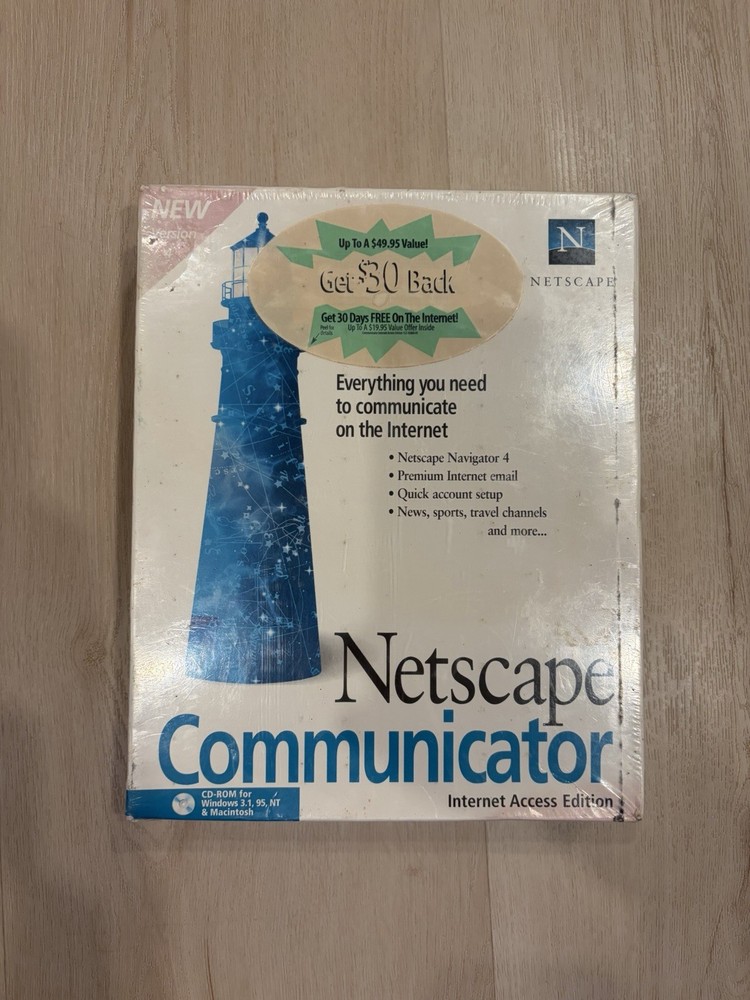 NEW
Version
Up To A $49.95 Value!
Get $30 Back
Get 30 Days FREE On The Internet!
Up To A $19.95 Value Offer Inside
Peel for
Details
N
NETSCAPE
Everything you need
to communicate
on the Internet
• Netscape Navigator 4
• Premium Internet email
• Quick account setup
• News, sports, travel channels
and more...
Netscape
Communicator
CD-ROM for
Windows 3.1, 95, NT
& Macintosh
Internet Access Edition